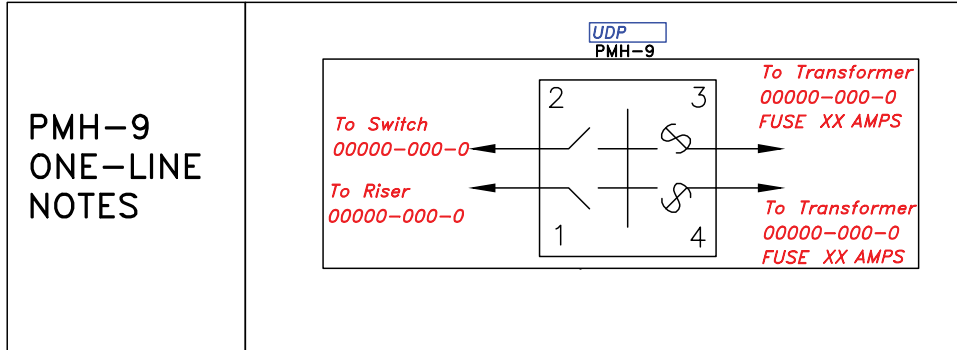 PMH-9
ONE-LINE
NOTES
UDP
PMH-9
To Switch
00000-000-0
To Riser
00000-000-0
2
3
1
4
To Transformer
00000-000-0
FUSE XX AMPS
To Transformer
00000-000-0
FUSE XX AMPS